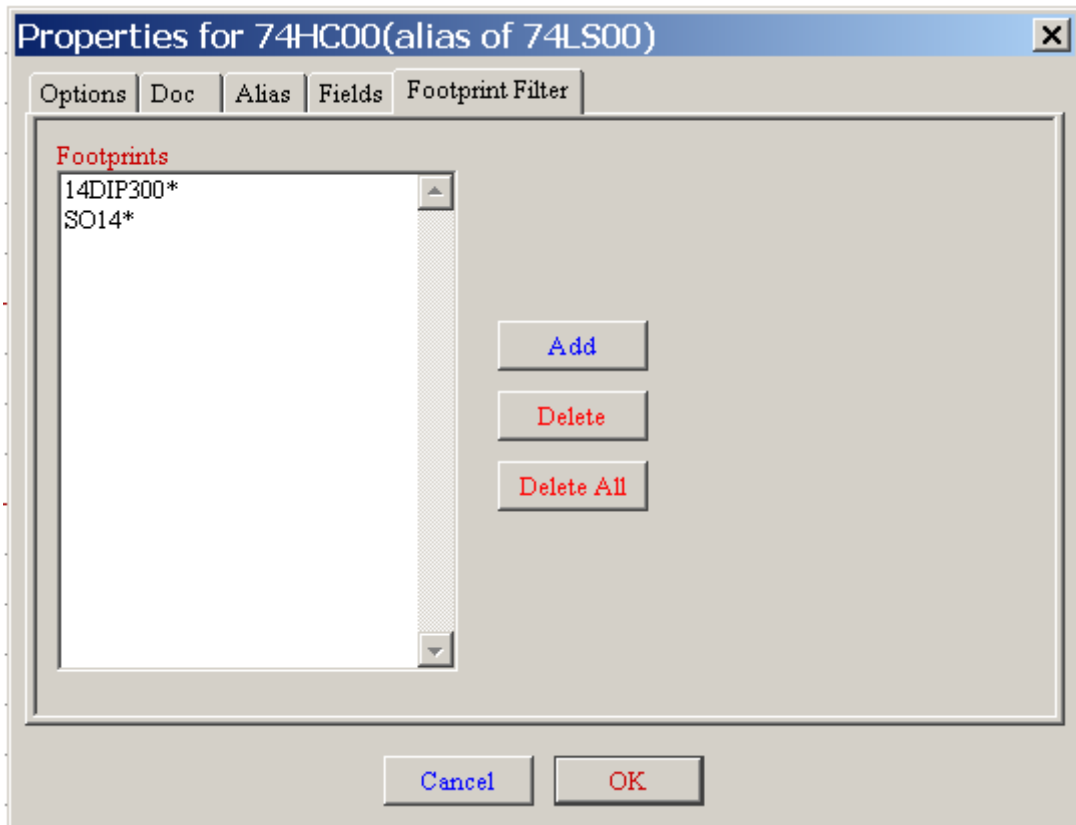 Properties for 74HC00(alias of 74LS00)
Options Doc Alias Fields Footprint Filter
Footprints
14DIP300*
SO14*
Add
Delete
Delete All
Cancel OK